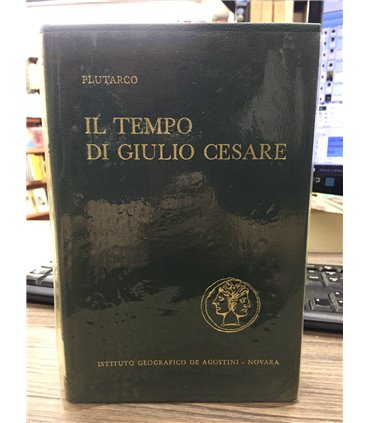 PLUTARCO
IL TEMPO
DI GIULIO CESARE
ISTITUTO GEOGRAFICO DE AGOSTINI - NOVARA